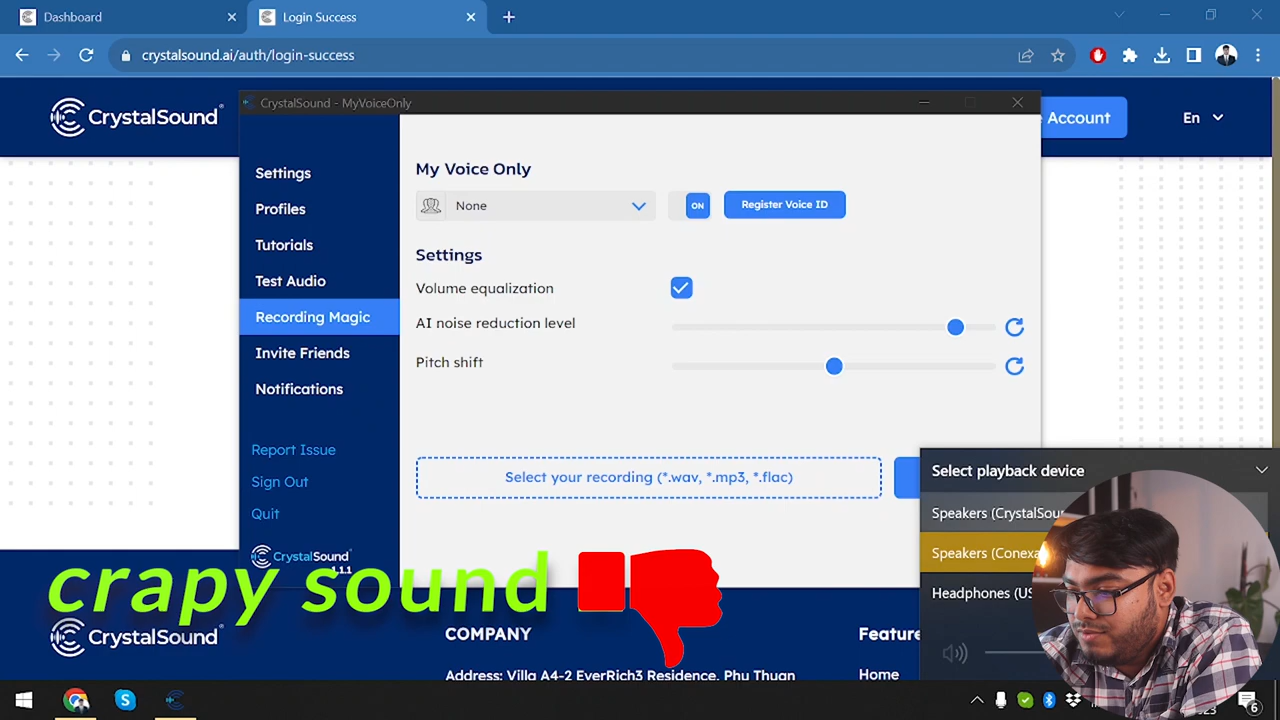 Dashboard
Login Success
crystalsound.ai/auth/login-success
CrystalSound
CrystalSound - MyVoiceOnly
Account
En
Settings
Profiles
Tutorials
Test Audio
Recording Magic
Invite Friends
Notifications
Report Issue
Sign Out
Quit
CrystalSound
My Voice Only
None
ON
Register Voice ID
Settings
Volume equalization
AI noise reduction level
Pitch shift
Select your recording (*.wav, *.mp3, *.flac)
Select playback device
Speakers (CrystalSou
Speakers (Conexa
Headphones (US
crapy sound
CrystalSound
COMPANY
Address: Villa A4-2 EverRich3 Residence, Phu Thuan
Feature
Home
6